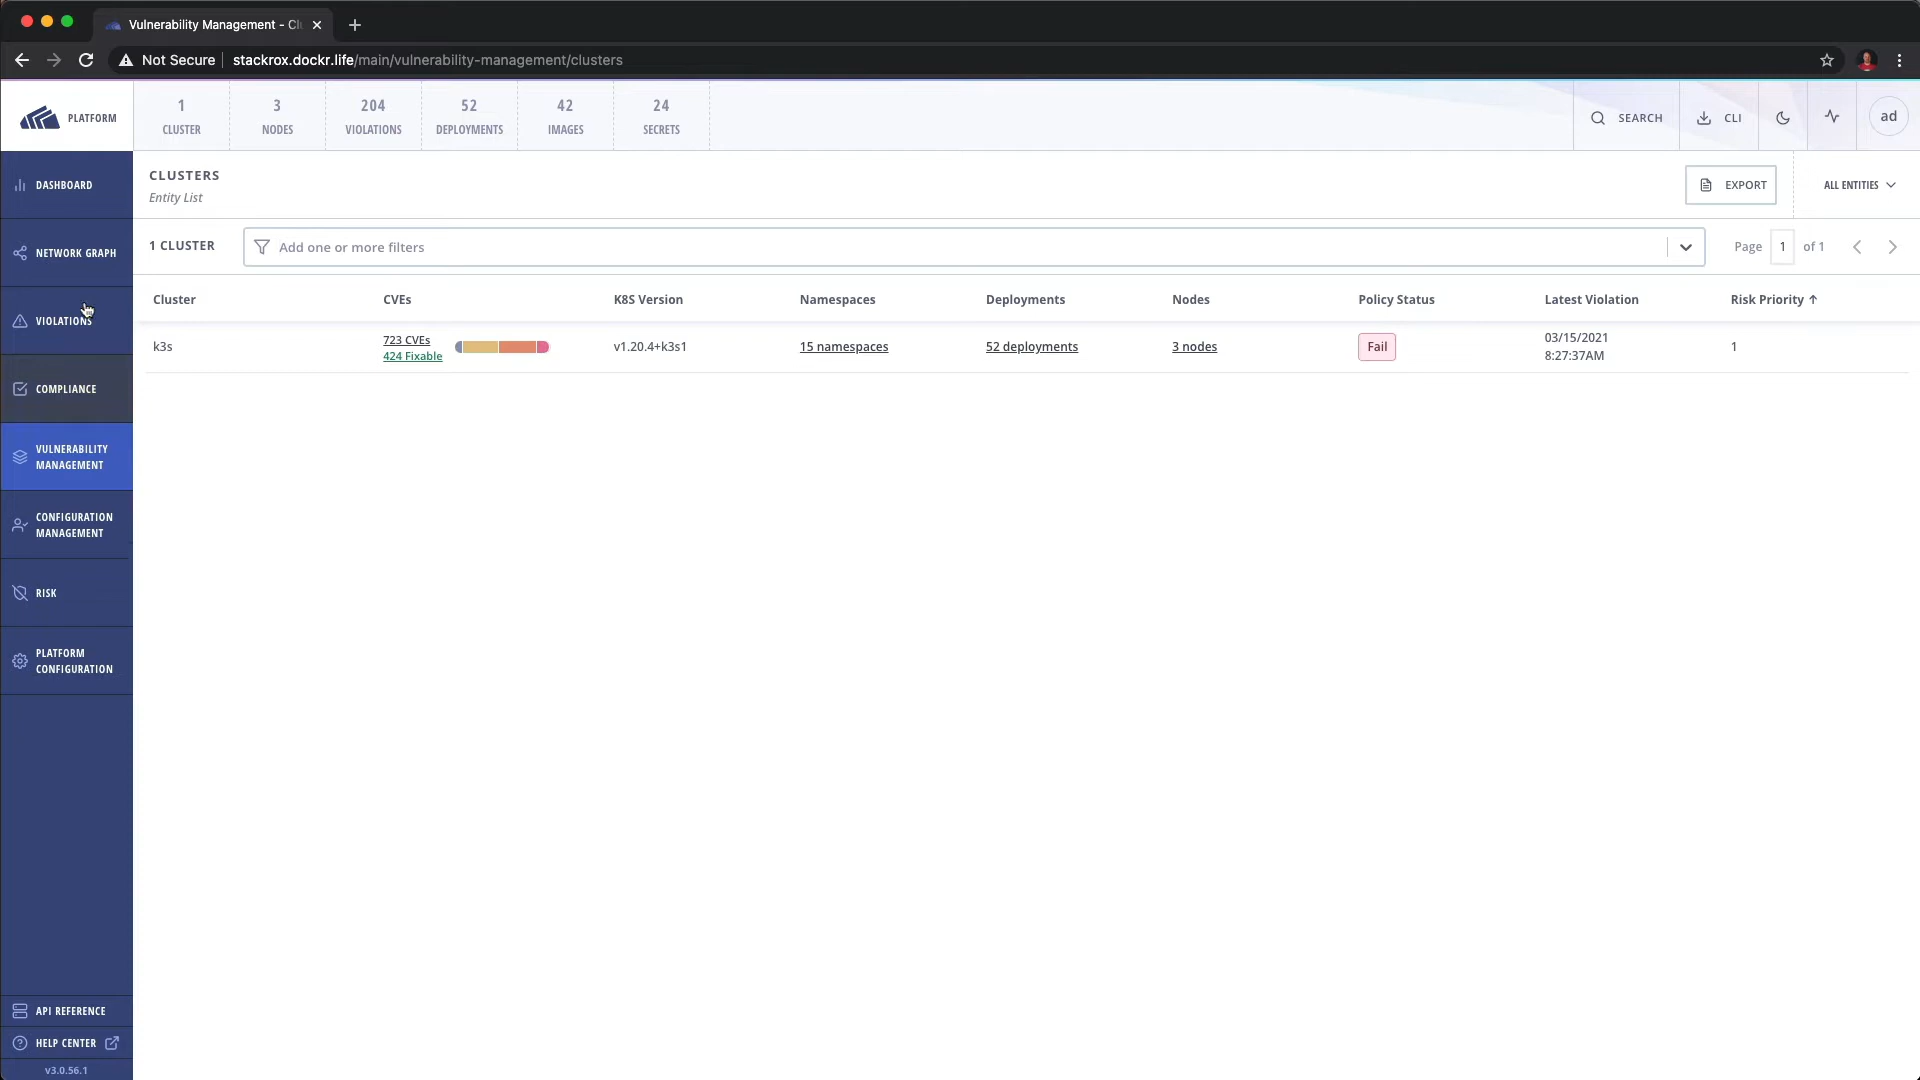 Vulnerability Management - Cl
Not Secure
stackrox.dockr.life/main/vulnerability-management/clusters
PLATFORM
1
CLUSTER
3
NODES
204
VIOLATIONS
52
DEPLOYMENTS
42
IMAGES
24
SECRETS
SEARCH
CLI
ad
DASHBOARD
NETWORK GRAPH
VIOLATIONS
COMPLIANCE
VULNERABILITY
MANAGEMENT
CONFIGURATION
MANAGEMENT
RISK
PLATFORM
CONFIGURATION
API REFERENCE
HELP CENTER
v3.0.56.1
CLUSTERS
Entity List
EXPORT
ALL ENTITIES
1 CLUSTER
Add one or more filters
Page 1 of 1
Cluster CVEs K8S Version Namespaces Deployments Nodes Policy Status Latest Violation Risk Priority
k3s
723 CVEs
424 Fixable
v1.20.4+k3s1
15 namespaces
52 deployments
3 nodes
Fail
03/15/2021
8:27:37AM
1